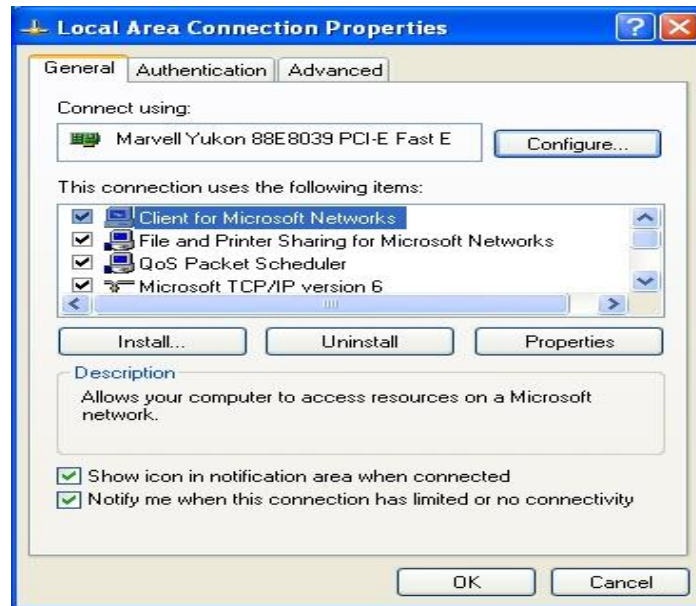 Local Area Connection Properties
General Authentication Advanced
Connect using:
Marvell Yukon 88E8039 PCI-E Fast E
Configure...
This connection uses the following items:
Client for Microsoft Networks
File and Printer Sharing for Microsoft Networks
QoS Packet Scheduler
Microsoft TCP/IP version 6
Install... Uninstall Properties
Description
Allows your computer to access resources on a Microsoft
network.
Show icon in notification area when connected
Notify me when this connection has limited or no connectivity
OK Cancel